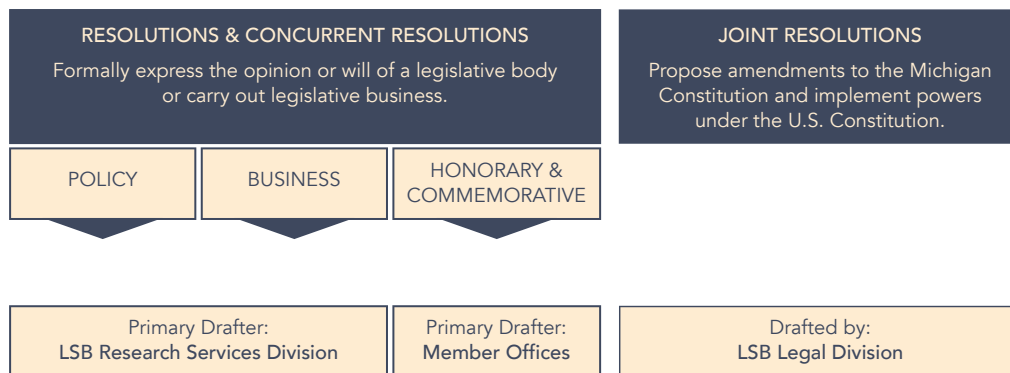 RESOLUTIONS & CONCURRENT RESOLUTIONS
Formally express the opinion or will of a legislative body
or carry out legislative business.
JOINT RESOLUTIONS
Propose amendments to the Michigan
Constitution and implement powers
under the U.S. Constitution.
POLICY
BUSINESS
HONORARY &
COMMEMORATIVE
Primary Drafter:
LSB Research Services Division
Primary Drafter:
Member Offices
Drafted by:
LSB Legal Division